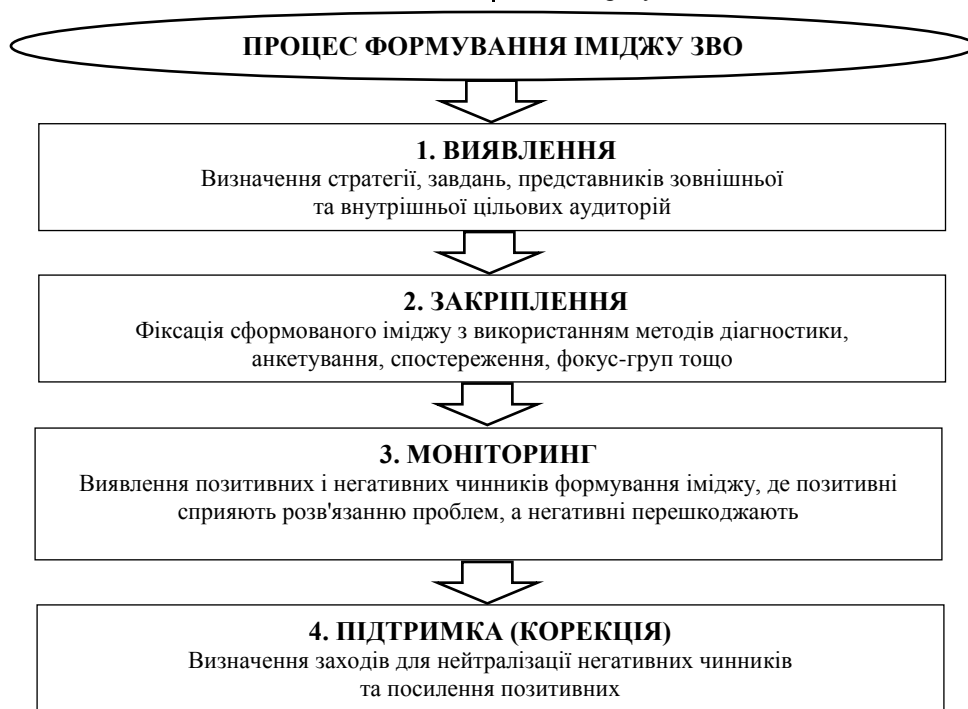 ПРОЦЕС ФОРМУВАННЯ ІМІДЖУ ЗВО
1. ВИЯВЛЕННЯ
Визначення стратегії, завдань, представників зовнішньої
та внутрішньої цільових аудиторій
2. ЗАКРІПЛЕННЯ
Фіксація сформованого іміджу з використанням методів діагностики,
анкетування, спостереження, фокус-груп тощо
3. МОНІТОРИНГ
Виявлення позитивних і негативних чинників формування іміджу, де позитивні
сприяють розв'язанню проблем, а негативні перешкоджають
4. ПІДТРИМКА (КОРЕКЦІЯ)
Визначення заходів для нейтралізації негативних чинників
та посилення позитивних